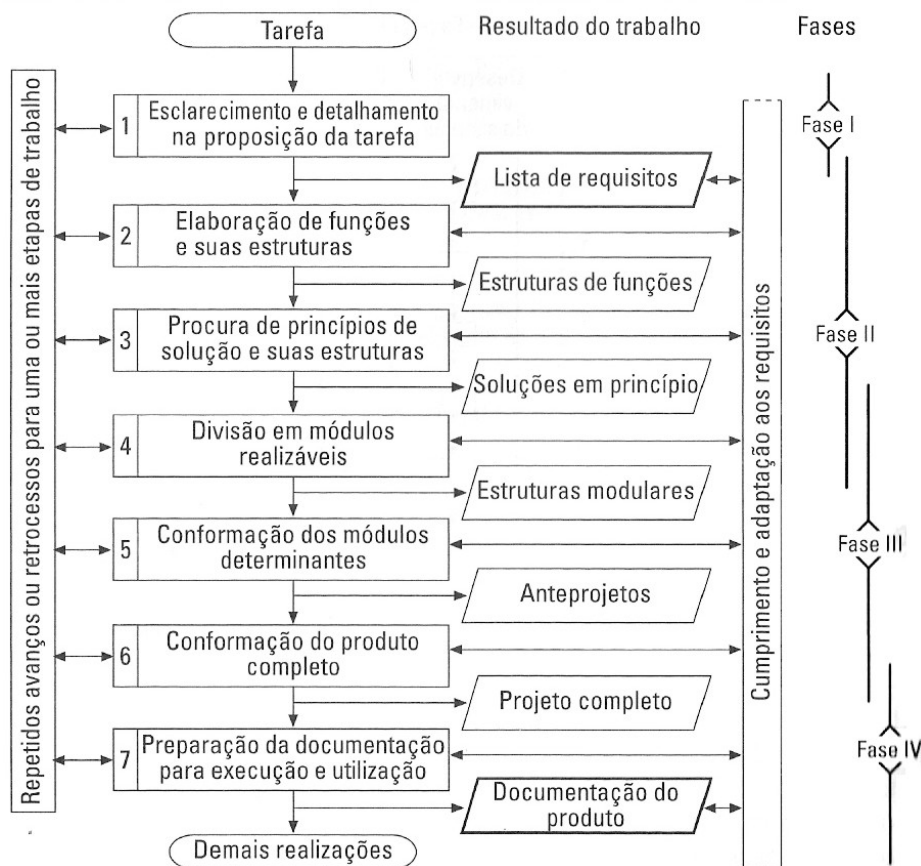 Tarefa
Resultado do trabalho
Fases
Repetidos avanços ou retrocessos para uma ou mais etapas de trabalho
1
Esclarecimento e detalhamento
na proposição da tarefa
Fase I
Lista de requisitos
2
Elaboração de funções
e suas estruturas
Estruturas de funções
3
Procura de princípios de
solução e suas estruturas
Fase II
Soluções em princípio
4
Divisão em módulos
realizáveis
Estruturas modulares
5
Conformação dos módulos
determinantes
Fase III
Anteprojetos
6
Conformação do produto
completo
Projeto completo
7
Preparação da documentação
para execução e utilização
Fase IV
Documentação do
produto
Demais realizações
Cumprimento e adaptação aos requisitos